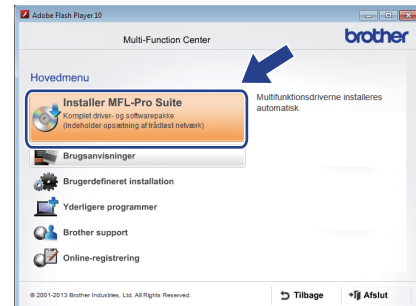 Adobe Flash Player 10
Multi-Function Center
brother
Hovedmenu
Installer MFL-Pro Suite
Komplet driver- og softwarepakke
(Indeholder opsætning af trådløst netværk)
Multifunktionsdriverne installeres
automatisk.
Brugsanvisninger
Brugerdefineret installation
Yderligere programmer
Brother support
Online-registrering
© 2001-2013 Brother Industries, Ltd. All Rights Reserved.
Tilbage
Afslut